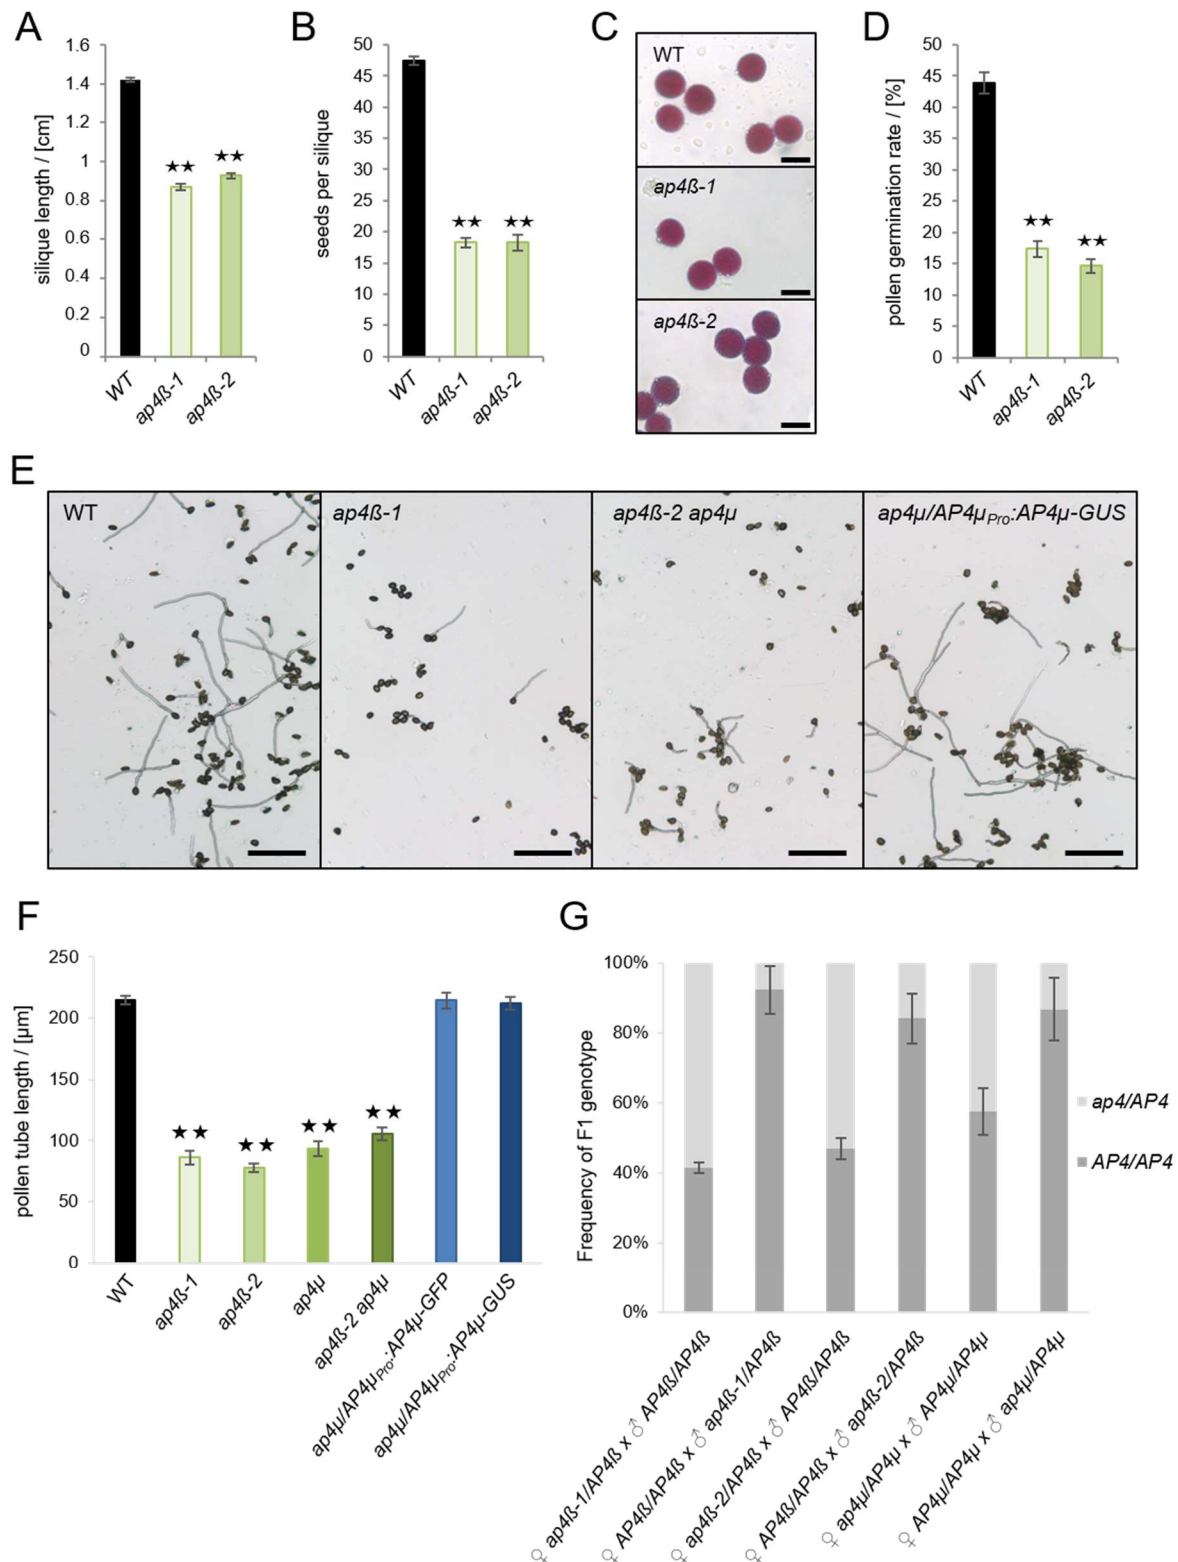 A
silique length / [cm]
1.6
1.4
1.2
1
0.8
0.6
0.4
0.2
0
★★
★★
WT
ap4ß-1
ap4ß-2
B
seeds per silique
50
45
40
35
30
25
20
15
10
5
0
★★
★★
WT
ap4ß-1
ap4ß-2
C
WT
ap4ß-1
ap4ß-2
D
pollen germination rate / [%]
50
45
40
35
30
25
20
15
10
5
0
★★
★★
WT
ap4ß-1
ap4ß-2
E
WT
ap4ß-1
ap4ß-2 ap4µ
ap4µ/AP4µPro:AP4µ-GUS
F
pollen tube length / [µm]
250
200
150
100
50
0
★★
★★
★★
★★
WT
ap4ß-1
ap4ß-2
ap4µ
ap4ß-2 ap4µ
ap4µ/AP4µPro:AP4µ-GFP
ap4µ/AP4µPro:AP4µ-GUS
G
Frequency of F1 genotype
100%
80%
60%
40%
20%
0%
ap4/AP4
AP4/AP4
♀ ap4ß-1/AP4ß x ♂ AP4ß/AP4ß
♀ AP4ß/AP4ß x ♂ ap4ß-1/AP4ß
♀ ap4ß-2/AP4ß x ♂ AP4ß/AP4ß
♀ AP4ß/AP4ß x ♂ ap4ß-2/AP4ß
♀ ap4µ/AP4µ x ♂ AP4µ/AP4µ
♀ AP4µ/AP4µ x ♂ ap4µ/AP4µ